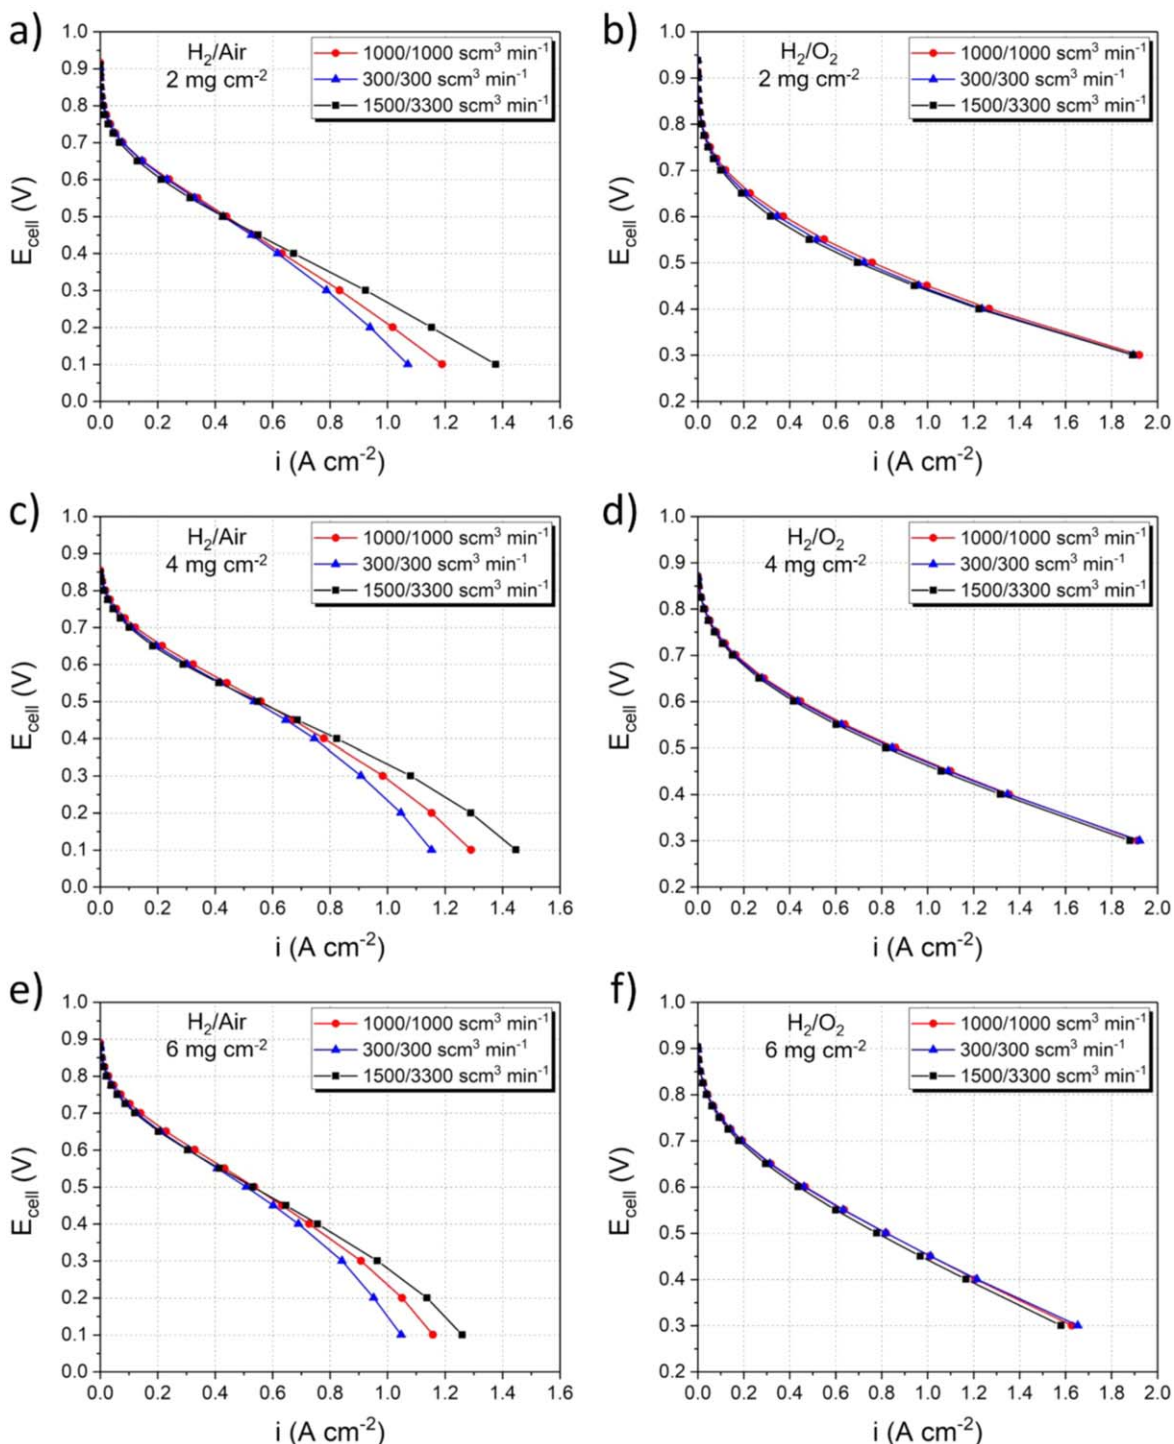 a)
H₂/Air
2 mg cm⁻²
1000/1000 scm³ min⁻¹
300/300 scm³ min⁻¹
1500/3300 scm³ min⁻¹
1.0
0.9
0.8
0.7
0.6
0.5
0.4
0.3
0.2
0.1
0.0
E_cell (V)
0.0 0.2 0.4 0.6 0.8 1.0 1.2 1.4 1.6
i (A cm⁻²)
b)
H₂/O₂
2 mg cm⁻²
1000/1000 scm³ min⁻¹
300/300 scm³ min⁻¹
1500/3300 scm³ min⁻¹
1.0
0.9
0.8
0.7
0.6
0.5
0.4
0.3
0.2
E_cell (V)
0.0 0.2 0.4 0.6 0.8 1.0 1.2 1.4 1.6 1.8 2.0
i (A cm⁻²)
c)
H₂/Air
4 mg cm⁻²
1000/1000 scm³ min⁻¹
300/300 scm³ min⁻¹
1500/3300 scm³ min⁻¹
1.0
0.9
0.8
0.7
0.6
0.5
0.4
0.3
0.2
0.1
0.0
E_cell (V)
0.0 0.2 0.4 0.6 0.8 1.0 1.2 1.4 1.6
i (A cm⁻²)
d)
H₂/O₂
4 mg cm⁻²
1000/1000 scm³ min⁻¹
300/300 scm³ min⁻¹
1500/3300 scm³ min⁻¹
1.0
0.9
0.8
0.7
0.6
0.5
0.4
0.3
0.2
E_cell (V)
0.0 0.2 0.4 0.6 0.8 1.0 1.2 1.4 1.6 1.8 2.0
i (A cm⁻²)
e)
H₂/Air
6 mg cm⁻²
1000/1000 scm³ min⁻¹
300/300 scm³ min⁻¹
1500/3300 scm³ min⁻¹
1.0
0.9
0.8
0.7
0.6
0.5
0.4
0.3
0.2
0.1
0.0
E_cell (V)
0.0 0.2 0.4 0.6 0.8 1.0 1.2 1.4 1.6
i (A cm⁻²)
f)
H₂/O₂
6 mg cm⁻²
1000/1000 scm³ min⁻¹
300/300 scm³ min⁻¹
1500/3300 scm³ min⁻¹
1.0
0.9
0.8
0.7
0.6
0.5
0.4
0.3
0.2
E_cell (V)
0.0 0.2 0.4 0.6 0.8 1.0 1.2 1.4 1.6 1.8 2.0
i (A cm⁻²)